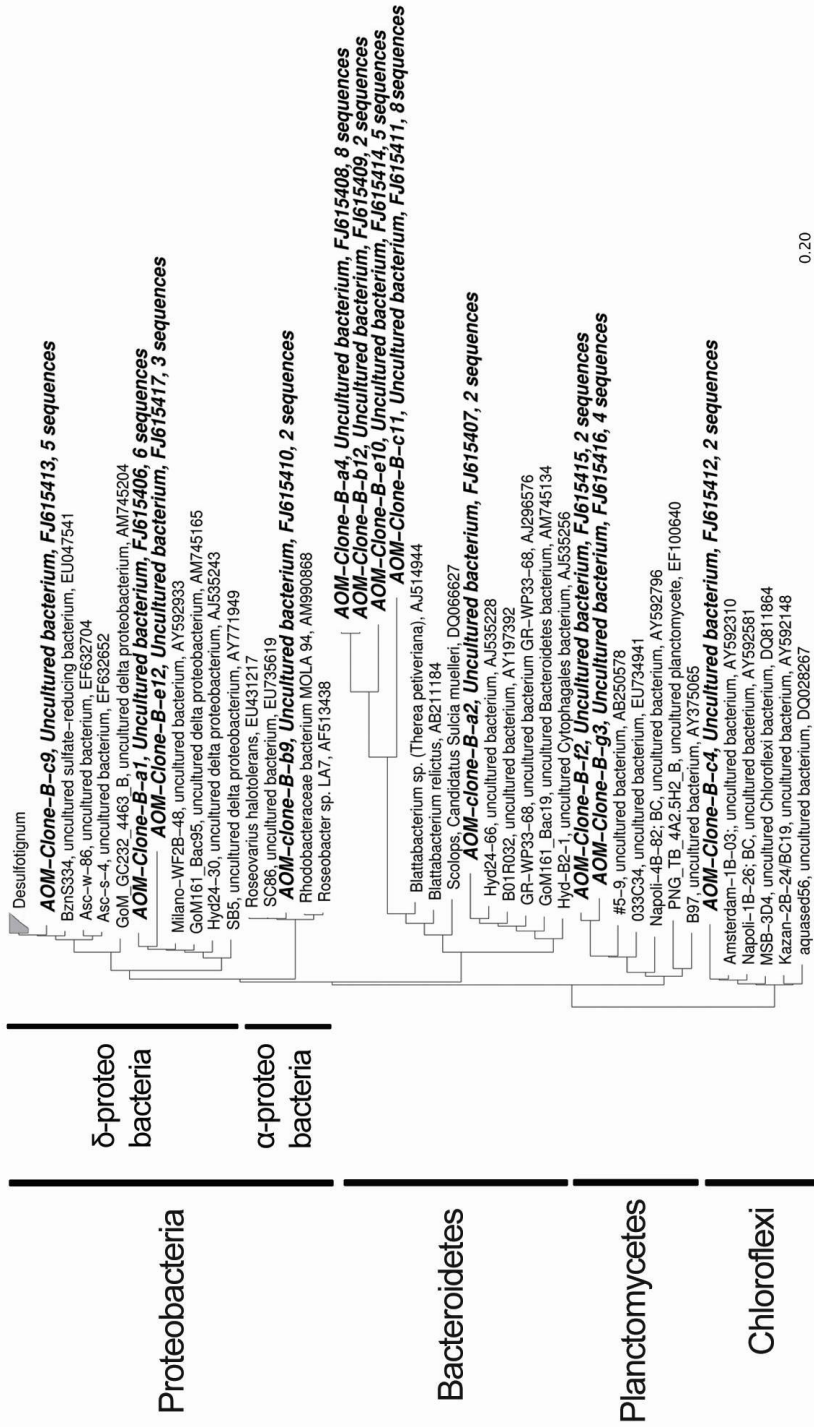 Desulfotignum
AOM-Clone-B-c9, Uncultured bacterium, FJ615413, 5 sequences
BznS334, uncultured sulfate-reducing bacterium, EU047541
Asc-w-86, uncultured bacterium, EF632704
Asc-s-4, uncultured bacterium, EF632652
GoM_GC232_4463_B, uncultured delta proteobacterium, AM745204
AOM-Clone-B-a1, Uncultured bacterium, FJ615406, 6 sequences
AOM-Clone-B-e12, Uncultured bacterium, FJ615417, 3 sequences
Milano-WF2B-48, uncultured bacterium, AY592933
GoM161_Bac95, uncultured delta proteobacterium, AM745165
Hyd24-30, uncultured delta proteobacterium, AJ535243
SB5, uncultured delta proteobacterium, AY771949
Roseovarius halotolerans, EU431217
SC86, uncultured bacterium, EU735619
AOM-clone-B-b9, Uncultured bacterium, FJ615410, 2 sequences
Rhodobacteraceae bacterium MOLA 94, AM990868
Roseobacter sp. LA7, AF513438
AOM-Clone-B-a4, Uncultured bacterium, FJ615408, 8 sequences
AOM-Clone-B-b12, Uncultured bacterium, FJ615409, 2 sequences
AOM-Clone-B-e10, Uncultured bacterium, FJ615414, 5 sequences
AOM-Clone-B-c11, Uncultured bacterium, FJ615411, 8 sequences
Blattabacterium sp. (Therea petiveriana), AJ514944
Blattabacterium relictus, AB211184
Scolops, Candidatus Sulcia muelleri, DQ066627
AOM-clone-B-a2, Uncultured bacterium, FJ615407, 2 sequences
Hyd24-66, uncultured bacterium, AJ535228
B01R032, uncultured bacterium, AY197392
GR-WP33-68, uncultured bacterium GR-WP33-68, AJ296576
GoM161_Bac19, uncultured Bacteroidetes bacterium, AM745134
Hyd-B2-1, uncultured Cytophagales bacterium, AJ535256
AOM-Clone-B-f2, Uncultured bacterium, FJ615415, 2 sequences
AOM-Clone-B-g3, Uncultured bacterium, FJ615416, 4 sequences
#5-9, uncultured bacterium, AB250578
033C34, uncultured bacterium, EU734941
Napoli-4B-82; BC, uncultured bacterium, AY592796
PNG_TB_4A2.5H2_B, uncultured planctomycete, EF100640
B97, uncultured bacterium, AY375065
AOM-Clone-B-c4, Uncultured bacterium, FJ615412, 2 sequences
Amsterdam-1B-03;, uncultured bacterium, AY592310
Napoli-1B-26; BC, uncultured bacterium, AY592581
MSB-3D4, uncultured Chloroflexi bacterium, DQ811864
Kazan-2B-24/BC19, uncultured bacterium, AY592148
aquased56, uncultured bacterium, DQ028267
0.20
δ-proteo
bacteria
α-proteo
bacteria
Proteobacteria
Bacteroidetes
Planctomycetes
Chloroflexi